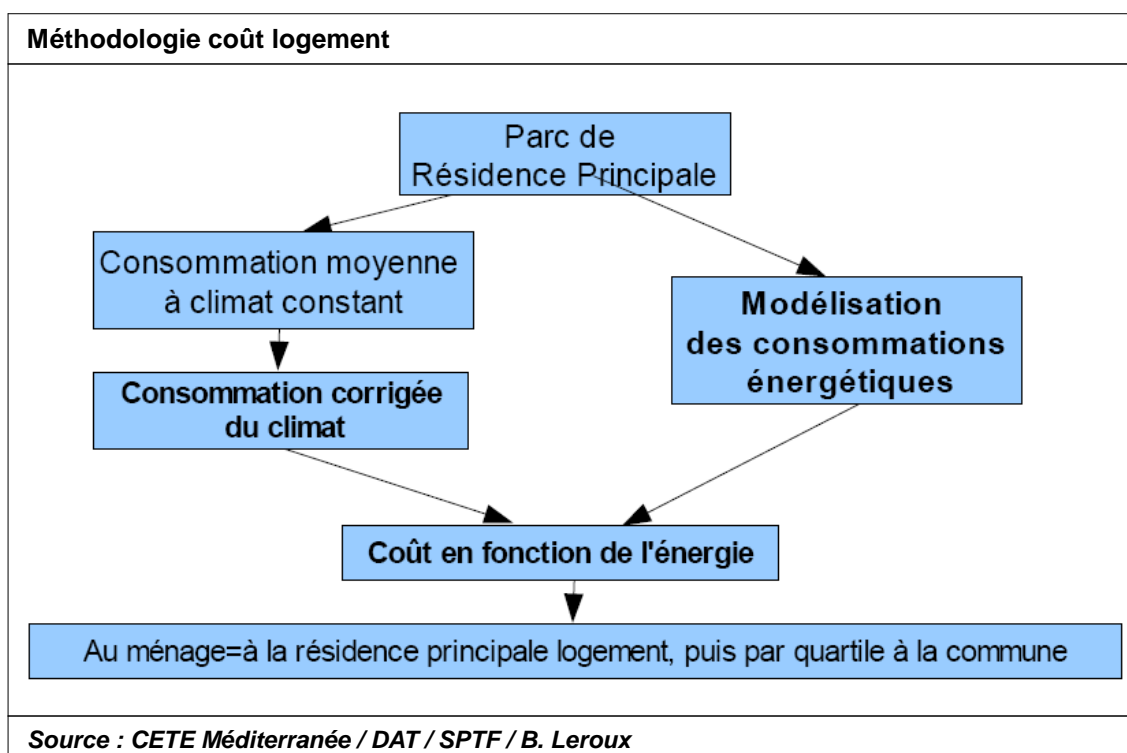 Méthodologie coût logement
Parc de
Résidence Principale
Consommation moyenne
à climat constant
Modélisation
des consommations
énergétiques
Consommation corrigée
du climat
Coût en fonction de l'énergie
Au ménage=à la résidence principale logement, puis par quartile à la commune
Source : CETE Méditerranée / DAT / SPTF / B. Leroux